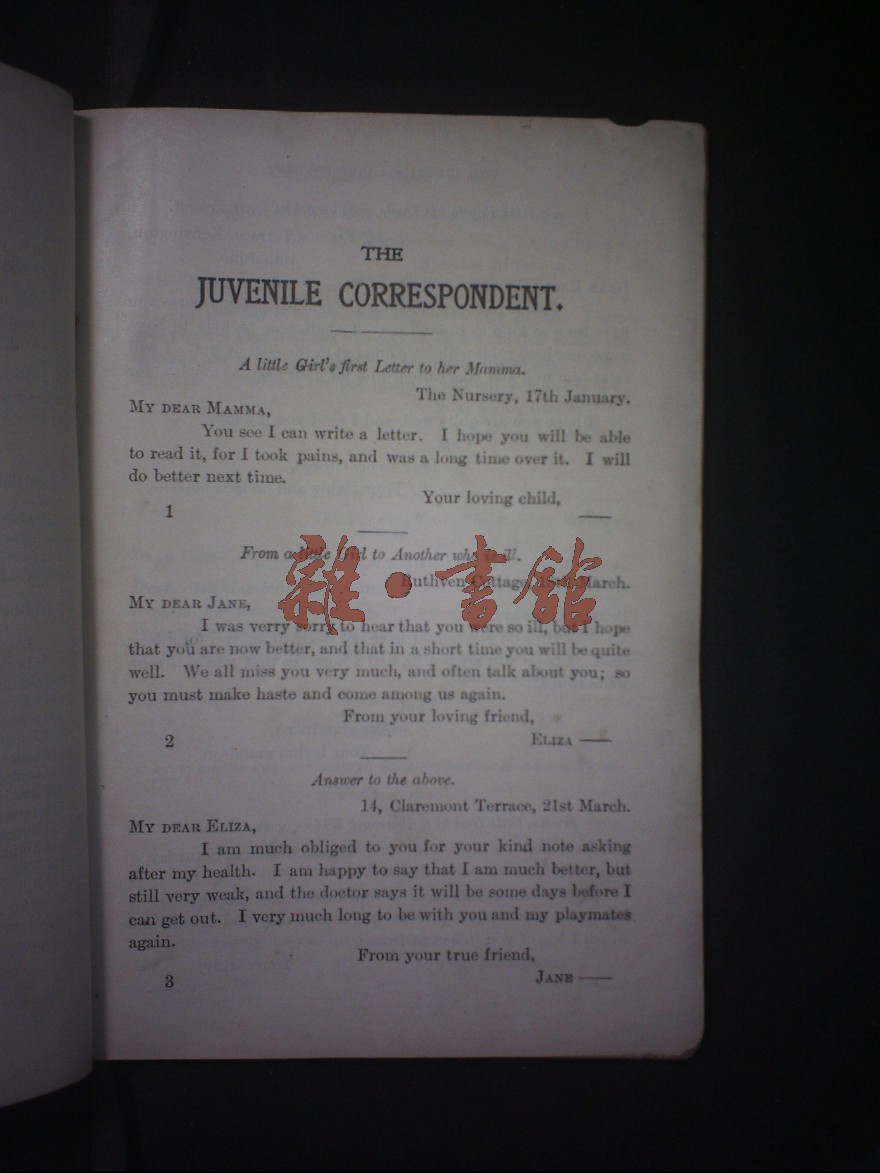 THE
JUVENILE CORRESPONDENT.
A little Girl's first Letter to her Mamma.
The Nursery, 17th January.
MY DEAR MAMMA,
You see I can write a letter. I hope you will be able
to read it, for I took pains, and was a long time over it. I will
do better next time.
Your loving child,
1
From a little Girl to Another who is ill.
Ruthven Cottage, March.
MY DEAR JANE,
雜·書館
I was verry sorry to hear that you were so ill, but I hope
that you are now better, and that in a short time you will be quite
well. We all miss you very much, and often talk about you; so
you must make haste and come among us again.
From your loving friend,
2 ELIZA ——
Answer to the above.
14, Claremont Terrace, 21st March.
MY DEAR ELIZA,
I am much obliged to you for your kind note asking
after my health. I am happy to say that I am much better, but
still very weak, and the doctor says it will be some days before I
can get out. I very much long to be with you and my playmates
again.
From your true friend,
3 JANE ——